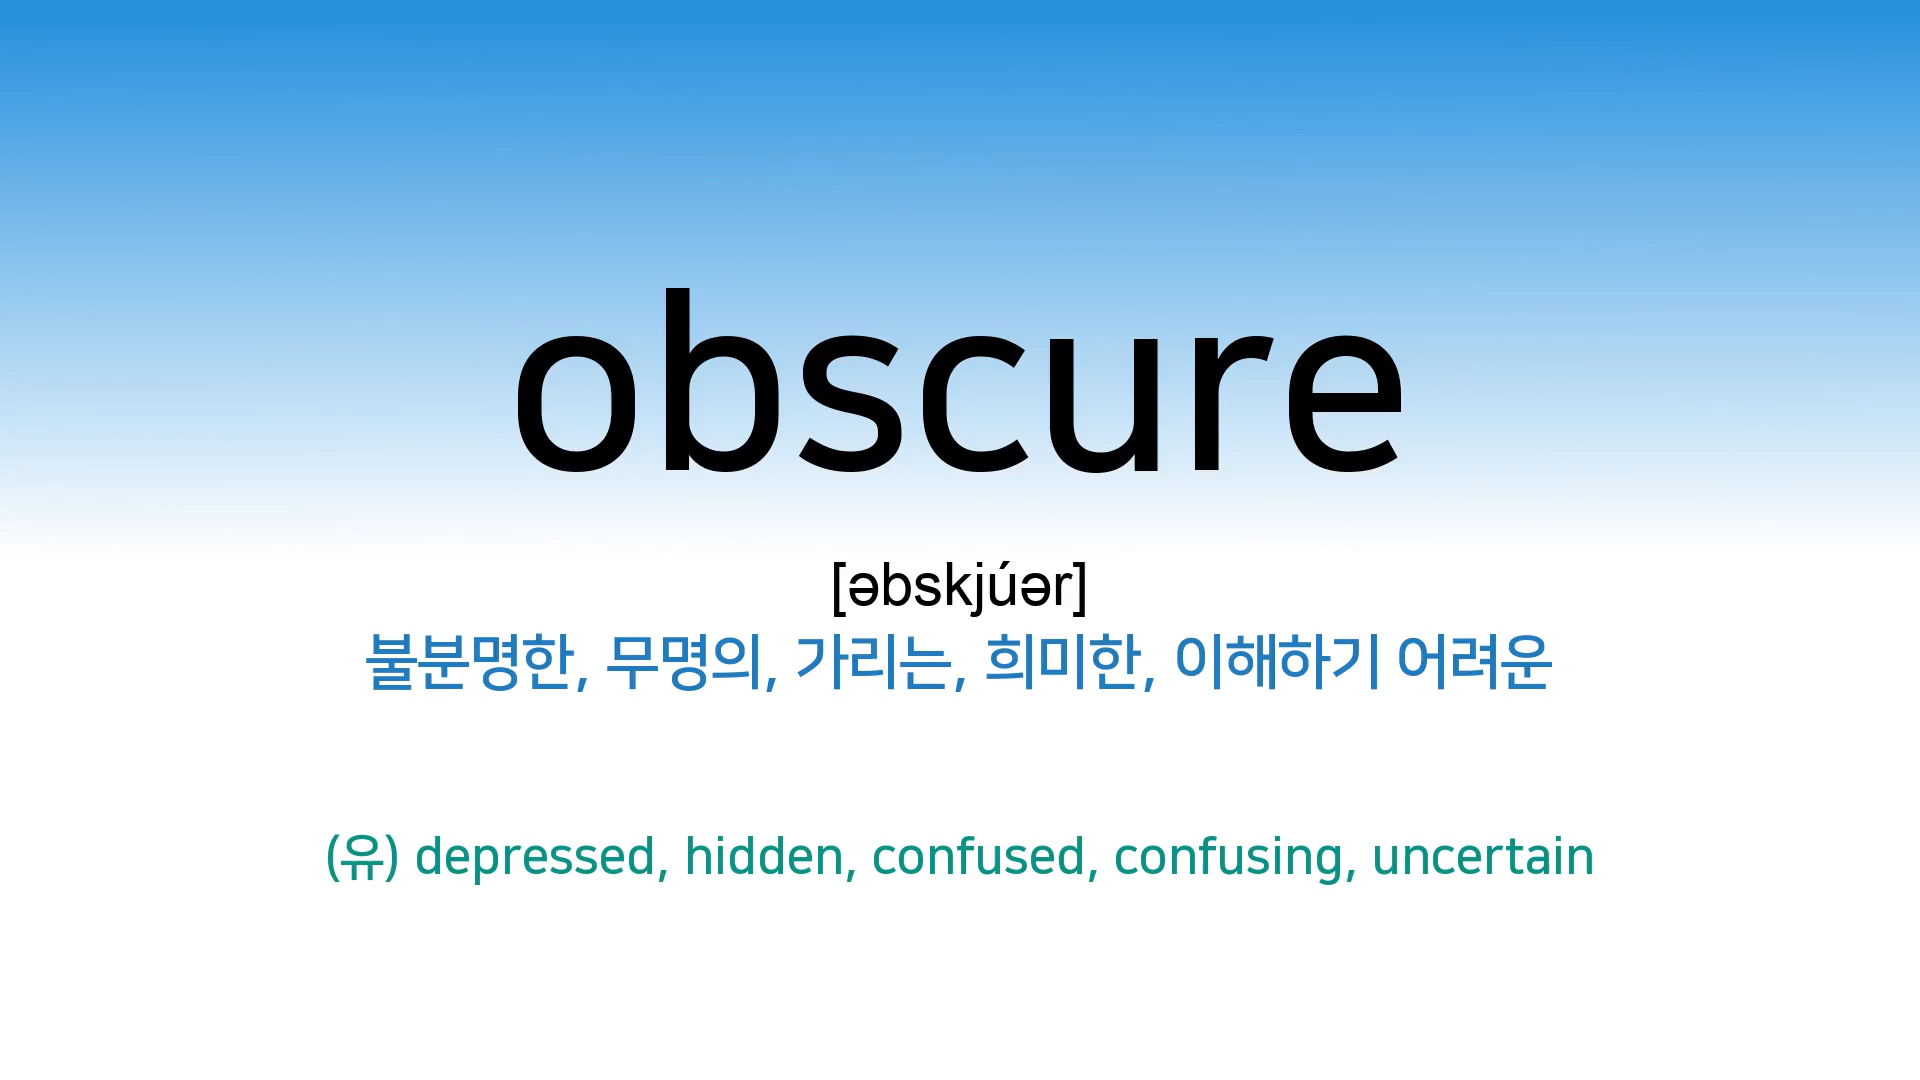 obscure
[əbskjúər]
불분명한, 무명의, 가리는, 희미한, 이해하기 어려운
(유) depressed, hidden, confused, confusing, uncertain